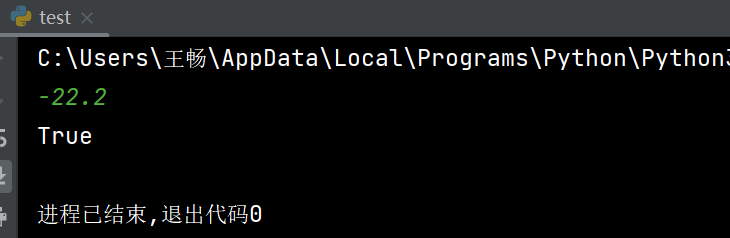 test
C:\Users\王畅\AppData\Local\Programs\Python\Python3
-22.2
True
进程已结束,退出代码0